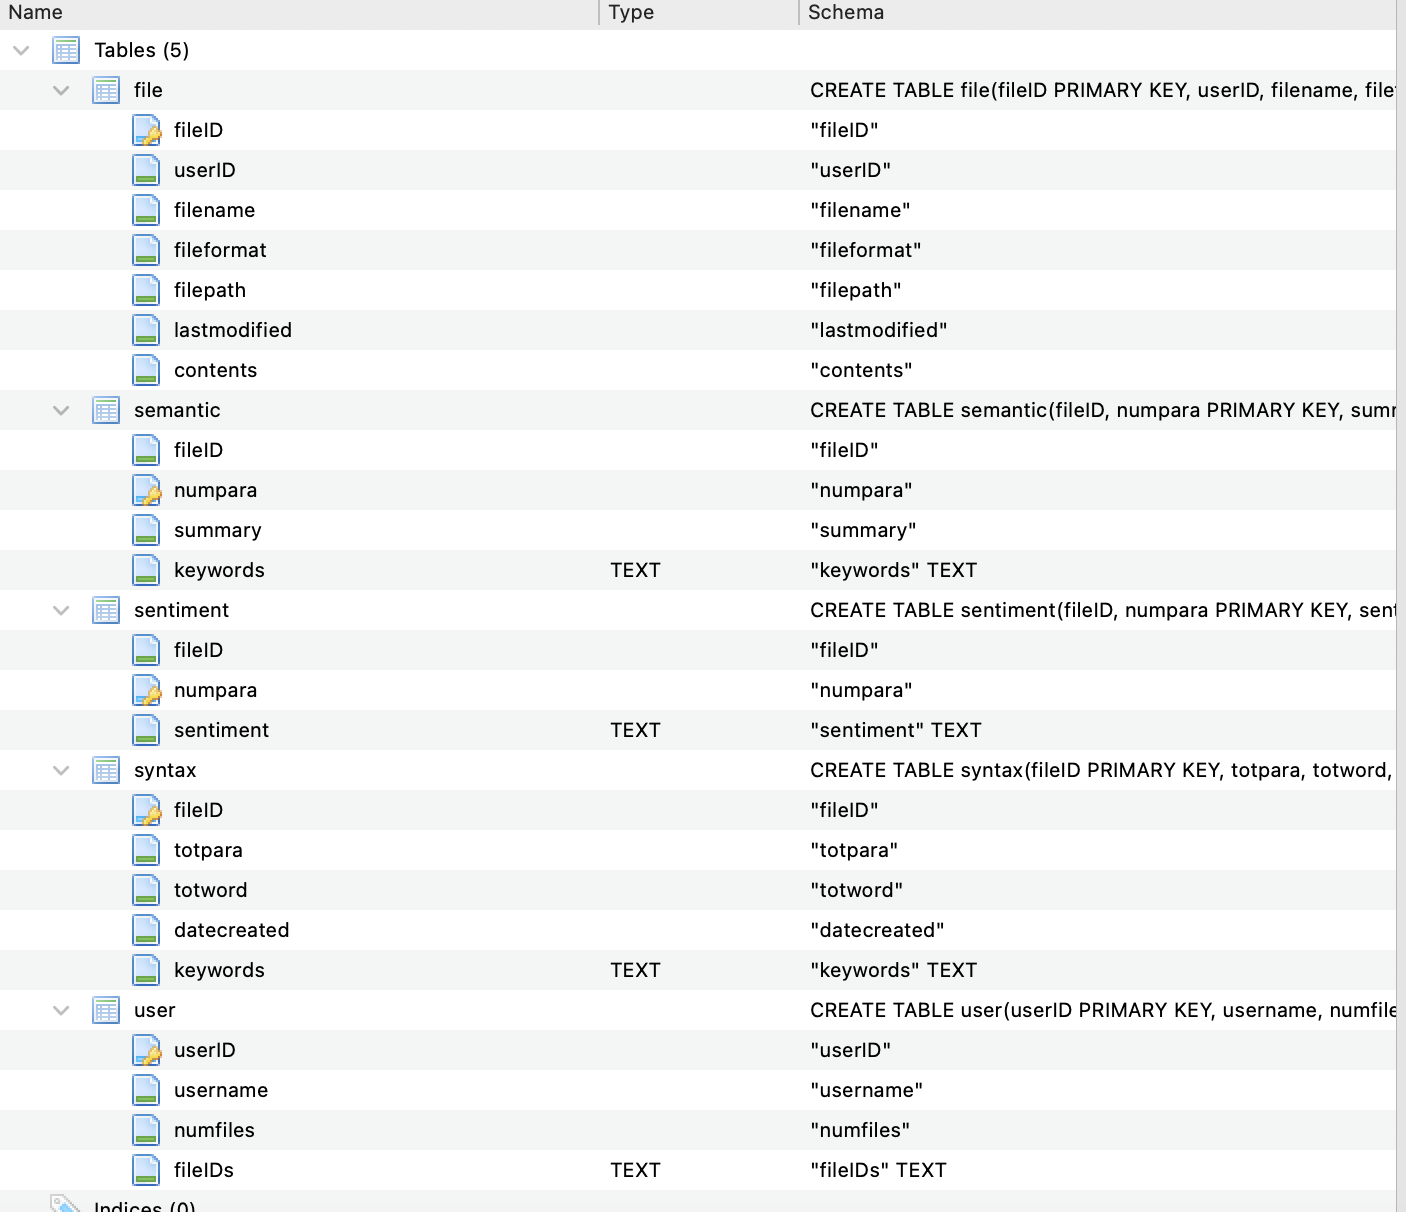 Name Type Schema
Tables (5)
file CREATE TABLE file(fileID PRIMARY KEY, userID, filename, file
fileID "fileID"
userID "userID"
filename "filename"
fileformat "fileformat"
filepath "filepath"
lastmodified "lastmodified"
contents "contents"
semantic CREATE TABLE semantic(fileID, numpara PRIMARY KEY, summ
fileID "fileID"
numpara "numpara"
summary "summary"
keywords TEXT "keywords" TEXT
sentiment CREATE TABLE sentiment(fileID, numpara PRIMARY KEY, sent
fileID "fileID"
numpara "numpara"
sentiment TEXT "sentiment" TEXT
syntax CREATE TABLE syntax(fileID PRIMARY KEY, totpara, totword,
fileID "fileID"
totpara "totpara"
totword "totword"
datecreated "datecreated"
keywords TEXT "keywords" TEXT
user CREATE TABLE user(userID PRIMARY KEY, username, numfile
userID "userID"
username "username"
numfiles "numfiles"
fileIDs TEXT "fileIDs" TEXT
Indices (0)